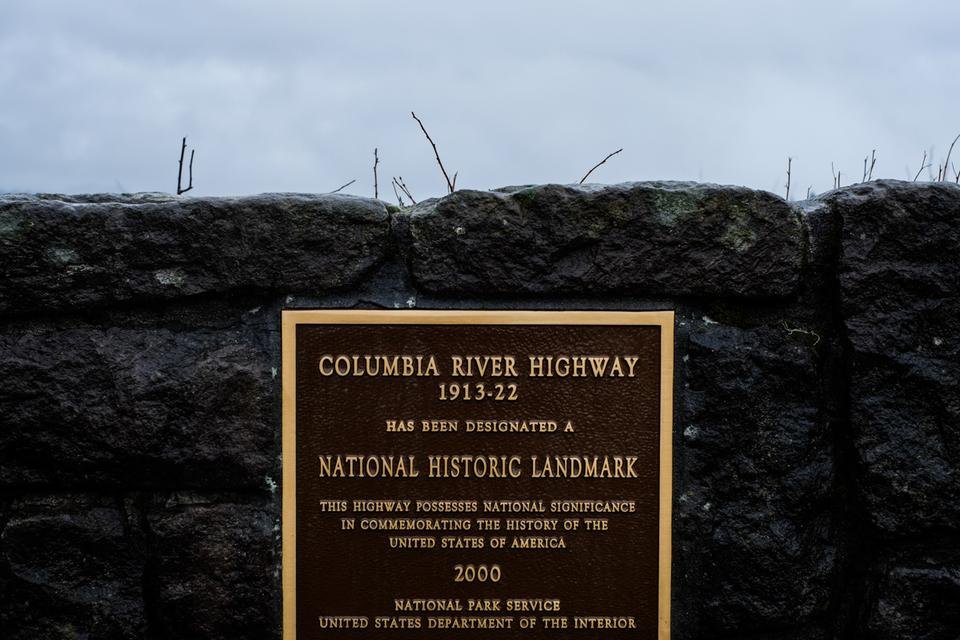 COLUMBIA RIVER HIGHWAY
1913-22
HAS BEEN DESIGNATED A
NATIONAL HISTORIC LANDMARK
THIS HIGHWAY POSSESSES NATIONAL SIGNIFICANCE
IN COMMEMORATING THE HISTORY OF THE
UNITED STATES OF AMERICA
2000
NATIONAL PARK SERVICE
UNITED STATES DEPARTMENT OF THE INTERIOR